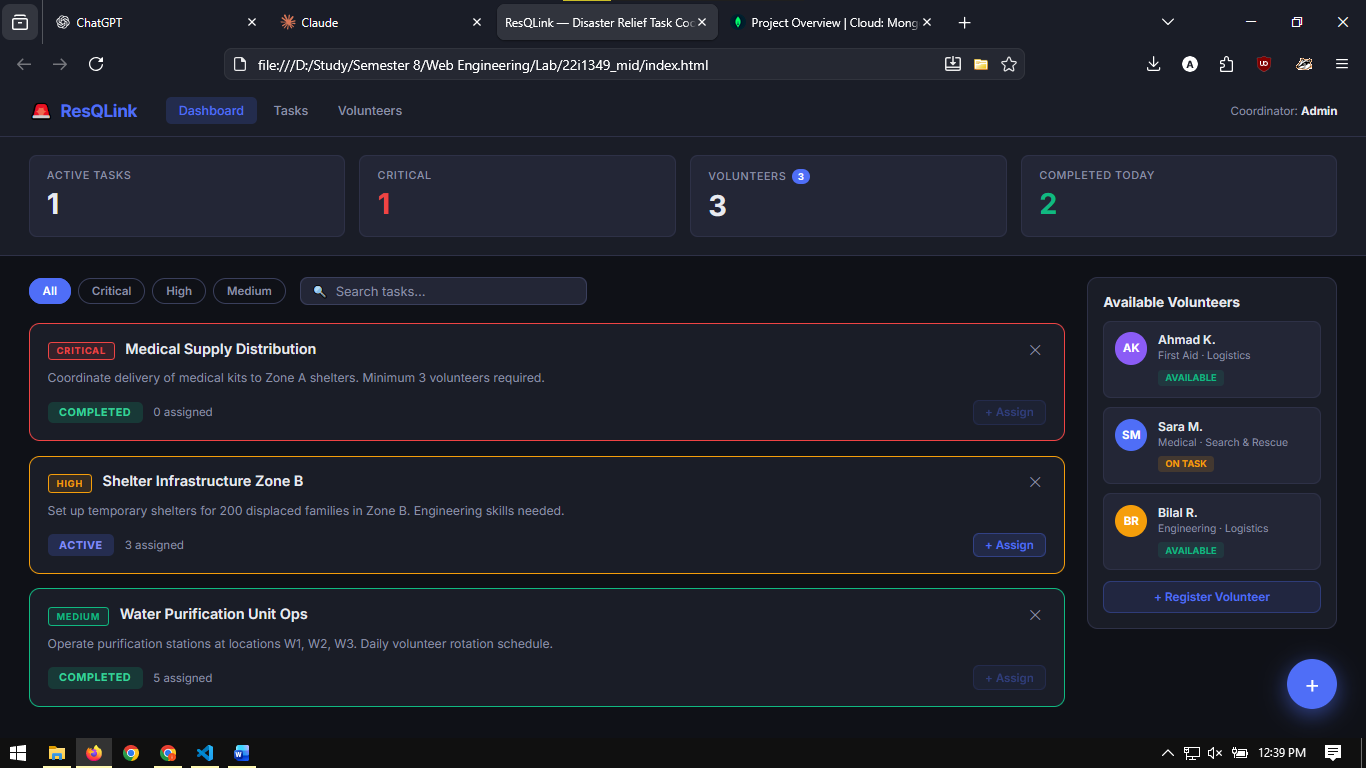 ChatGPT
Claude
ResQLink — Disaster Relief Task Co
Project Overview | Cloud: Mong
file:///D:/Study/Semester 8/Web Engineering/Lab/22i1349_mid/index.html
A
UD
ResQLink
Dashboard
Tasks
Volunteers
Coordinator: Admin
ACTIVE TASKS
1
CRITICAL
1
VOLUNTEERS 3
3
COMPLETED TODAY
2
All
Critical
High
Medium
Search tasks...
CRITICAL Medical Supply Distribution
Coordinate delivery of medical kits to Zone A shelters. Minimum 3 volunteers required.
COMPLETED 0 assigned
+ Assign
HIGH Shelter Infrastructure Zone B
Set up temporary shelters for 200 displaced families in Zone B. Engineering skills needed.
ACTIVE 3 assigned
+ Assign
MEDIUM Water Purification Unit Ops
Operate purification stations at locations W1, W2, W3. Daily volunteer rotation schedule.
COMPLETED 5 assigned
+ Assign
Available Volunteers
AK
Ahmad K.
First Aid · Logistics
AVAILABLE
SM
Sara M.
Medical · Search & Rescue
ON TASK
BR
Bilal R.
Engineering · Logistics
AVAILABLE
+ Register Volunteer
+
12:39 PM